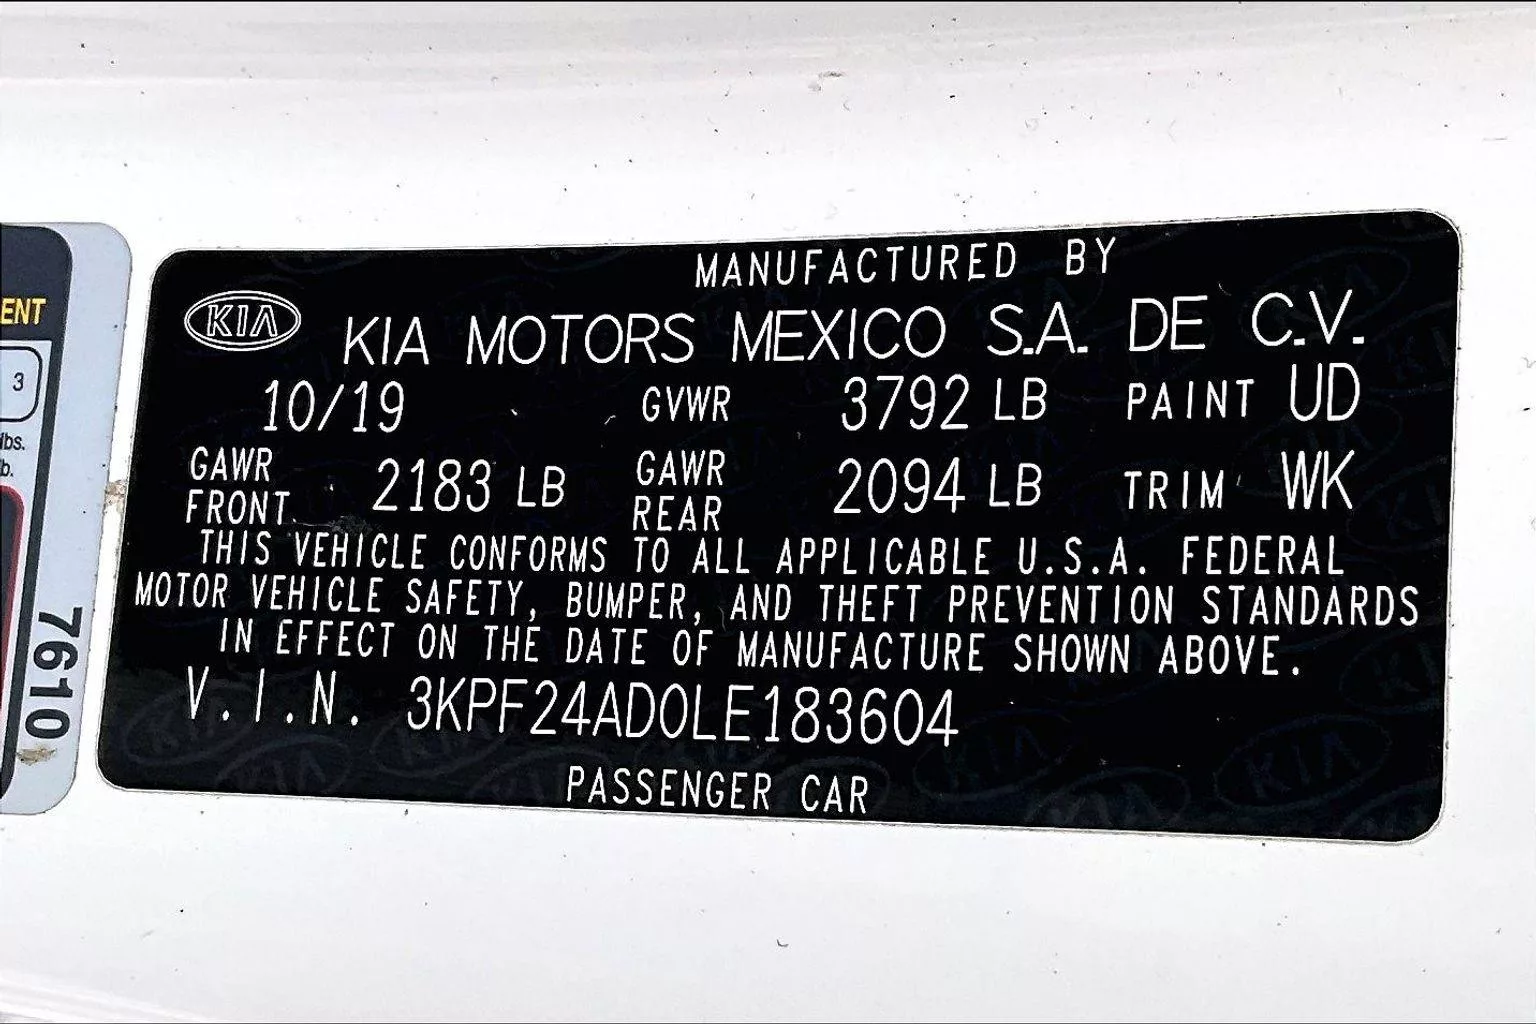 MANUFACTURED BY
KIA KIA MOTORS MEXICO S.A. DE C.V.
10/19 GVWR 3792 LB PAINT UD
GAWR FRONT 2183 LB GAWR REAR 2094 LB TRIM WK
THIS VEHICLE CONFORMS TO ALL APPLICABLE U.S.A. FEDERAL
MOTOR VEHICLE SAFETY, BUMPER, AND THEFT PREVENTION STANDARDS
IN EFFECT ON THE DATE OF MANUFACTURE SHOWN ABOVE.
V.I.N. 3KPF24AD0LE183604
PASSENGER CAR
ENT
3
lbs.
b.
7610